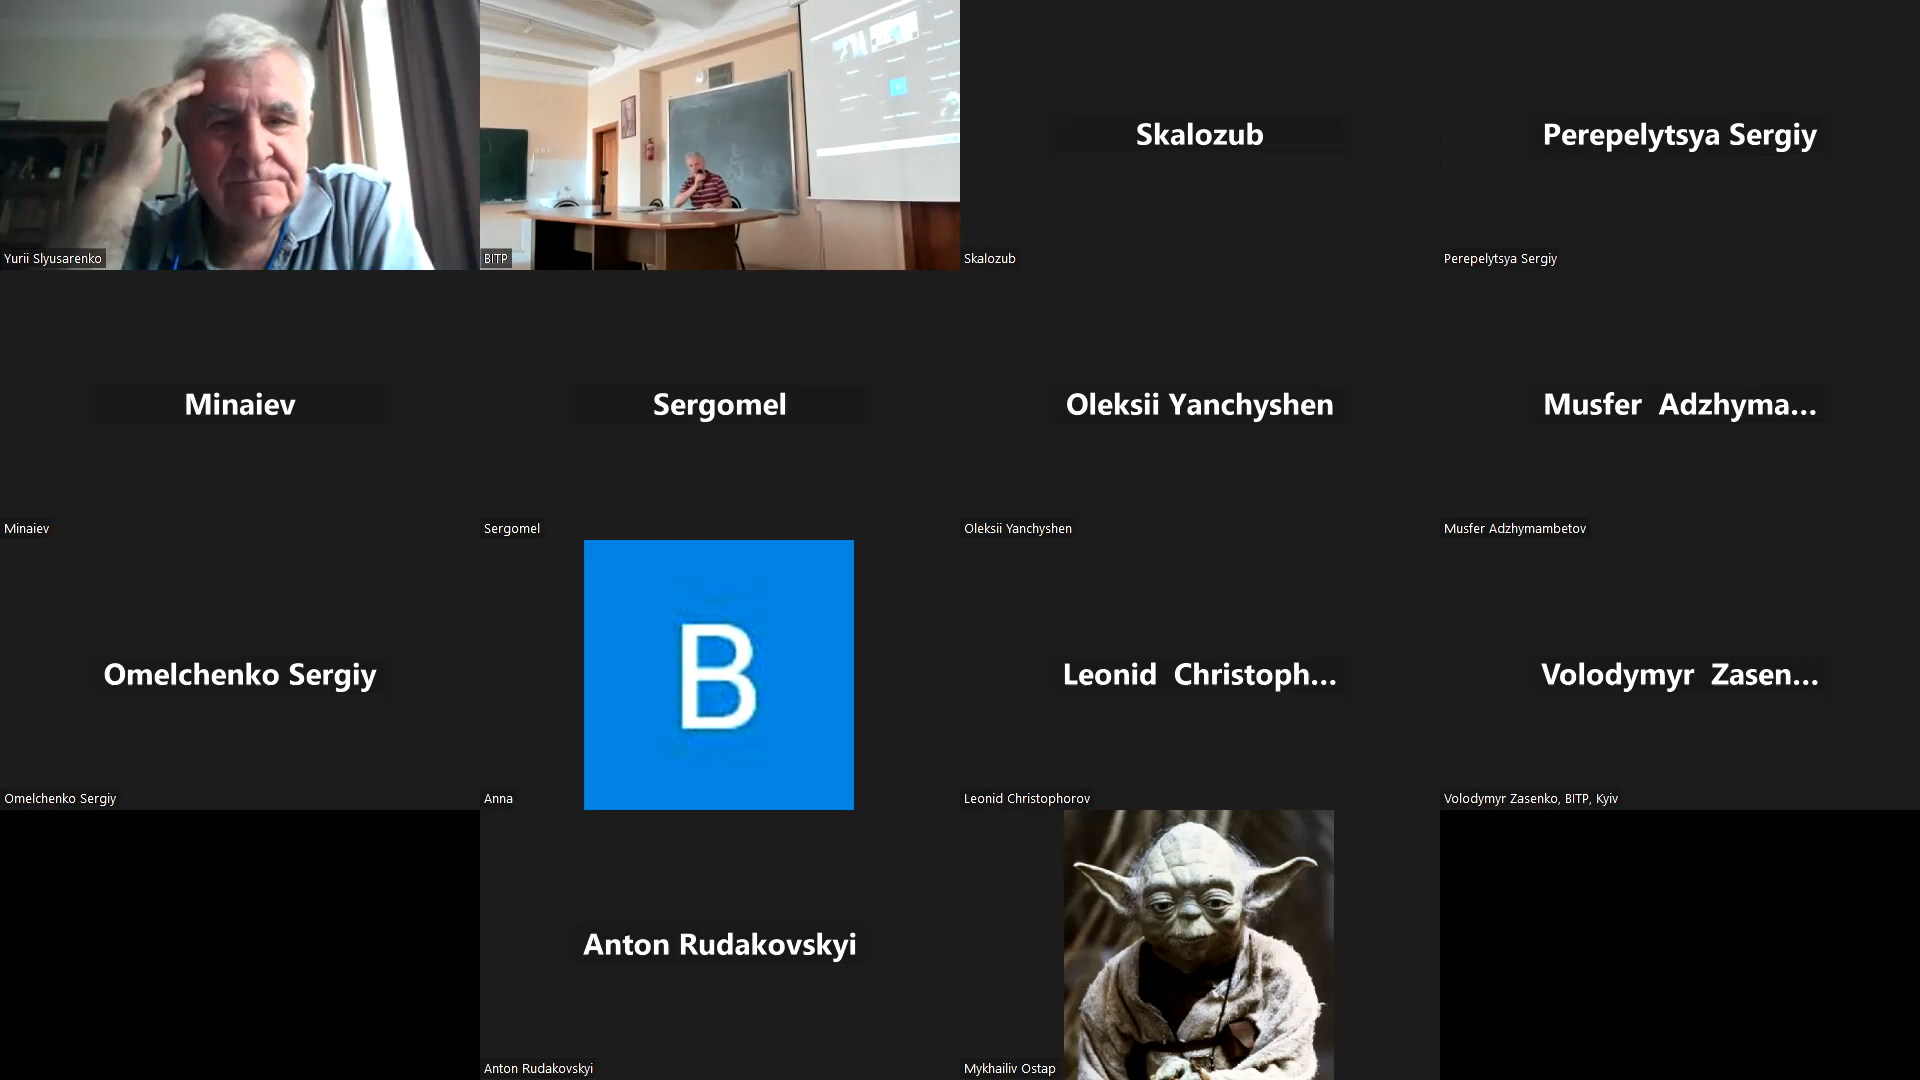 Yurii Slyusarenko
BITP
Skalozub
Skalozub
Perepelytsya Sergiy
Perepelytsya Sergiy
Minaiev
Minaiev
Sergomel
Sergomel
Oleksii Yanchyshen
Oleksii Yanchyshen
Musfer Adzhyma...
Musfer Adzhymambetov
Omelchenko Sergiy
Omelchenko Sergiy
B
Anna
Leonid Christoph...
Leonid Christophorov
Volodymyr Zasen...
Volodymyr Zasenko, BITP, Kyiv
Anton Rudakovskyi
Anton Rudakovskyi
Mykhailiv Ostap